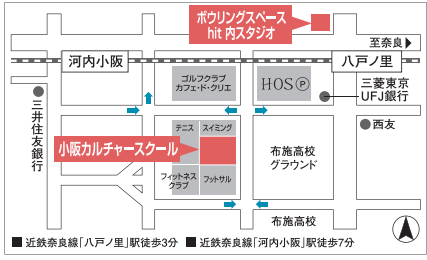 ボウリングスペース
hit 内スタジオ
至奈良
河内小阪
八戸ノ里
ゴルフクラブ
カフェ・ド・クリエ
HOS Ⓟ
三菱東京
UFJ銀行
三井住友銀行
西友
テニス
スイミング
小阪カルチャースクール
布施高校
グラウンド
フィットネス
クラブ
フットサル
布施高校
■ 近鉄奈良線「八戸ノ里」駅徒歩3分 ■ 近鉄奈良線「河内小阪」駅徒歩7分